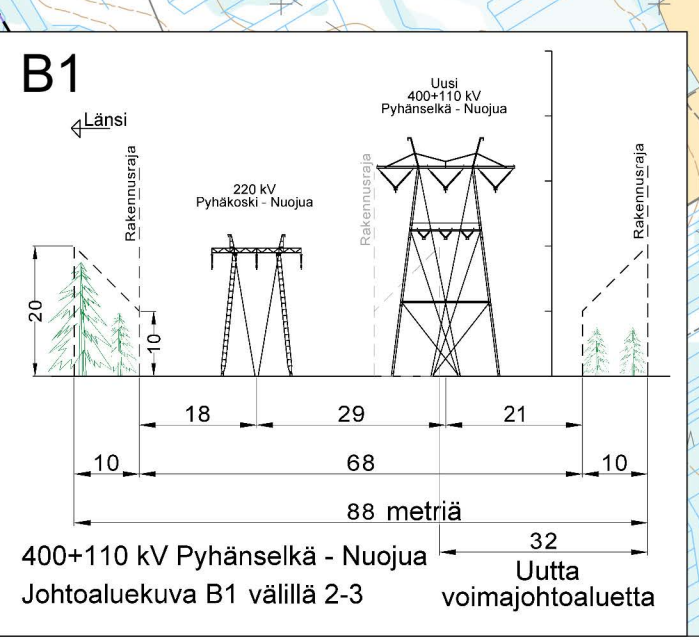 B1
Länsi
Rakennusraja
220 kV
Pyhäkoski - Nuojua
Rakennusraja
Uusi
400+110 kV
Pyhänselkä - Nuojua
Rakennusraja
20
10
18
29
21
10
68
10
88 metriä
32
400+110 kV Pyhänselkä - Nuojua
Johtoaluekuva B1 välillä 2-3
Uutta
voimajohtoaluetta